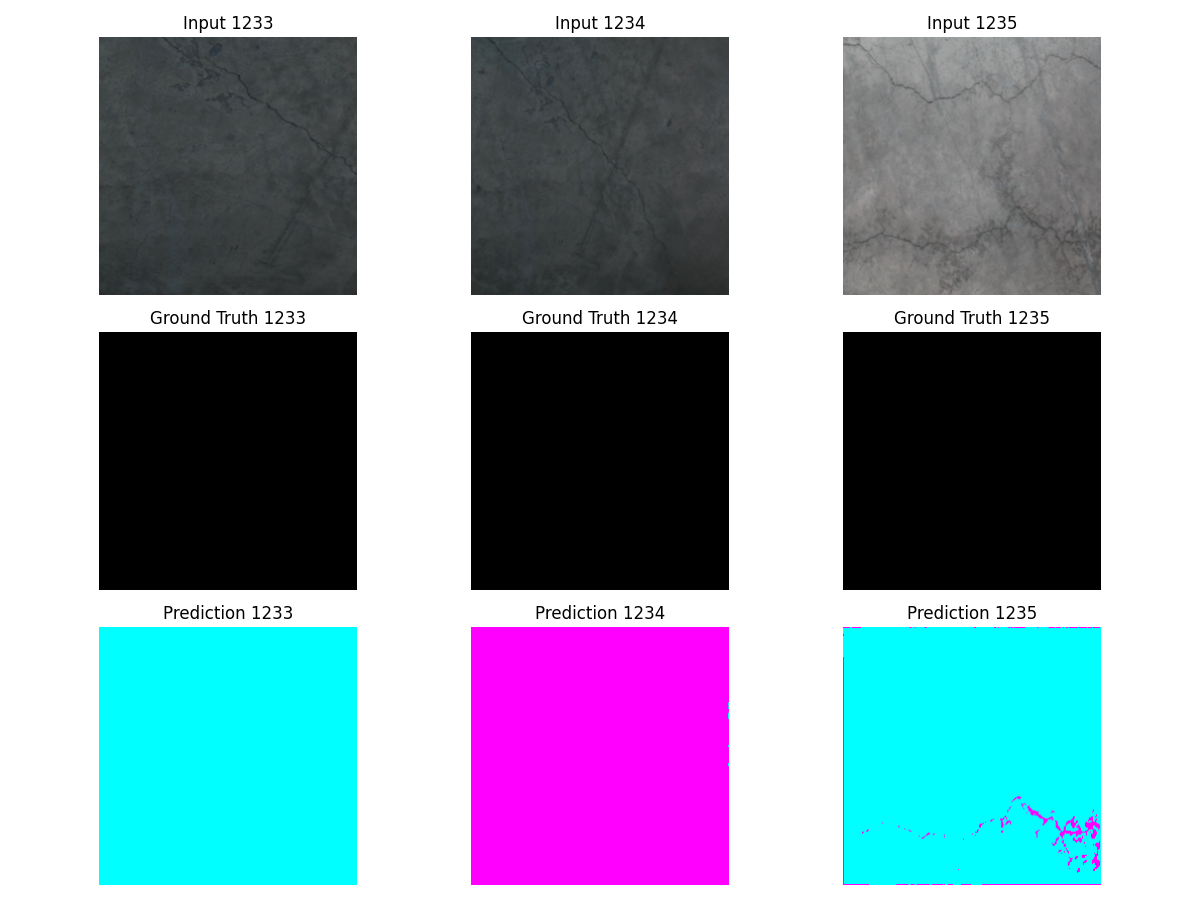 Input 1233
Input 1234
Input 1235
Ground Truth 1233
Ground Truth 1234
Ground Truth 1235
Prediction 1233
Prediction 1234
Prediction 1235